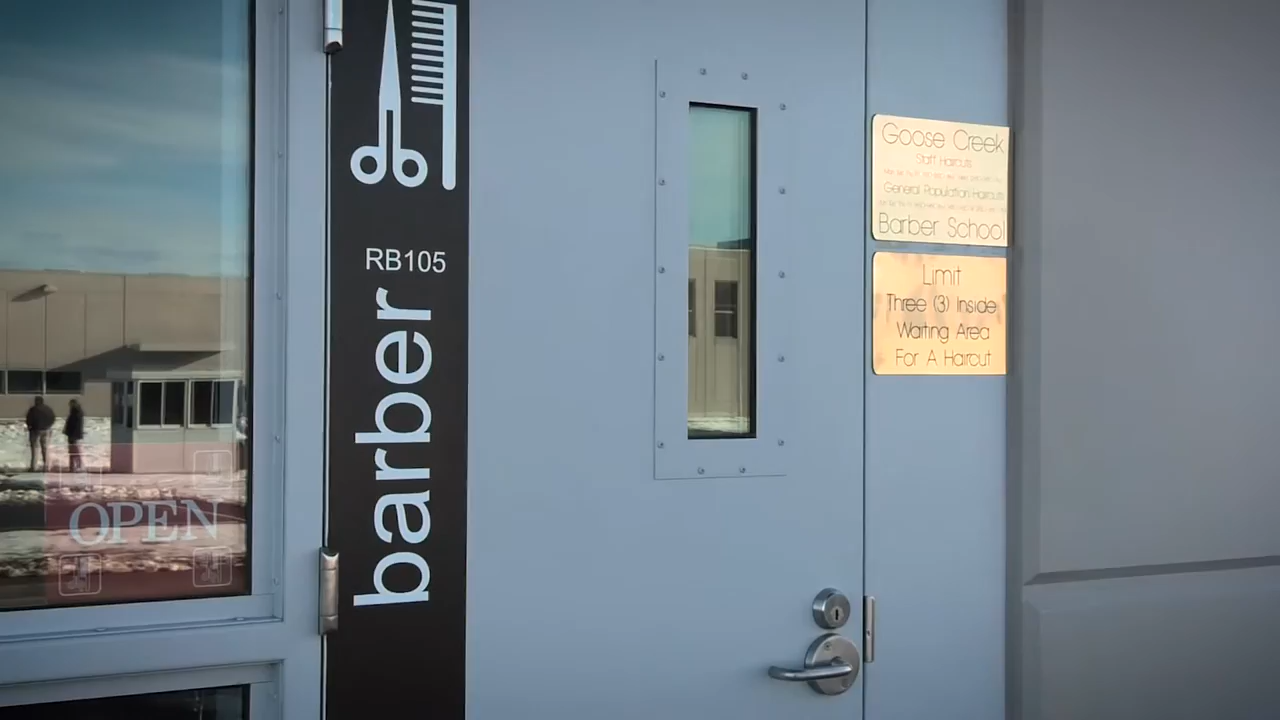 RB105
barber
OPEN
Goose Creek
Staff Haircuts
General Population Haircuts
Barber School
Limit
Three (3) Inside
Waiting Area
For A Haircut